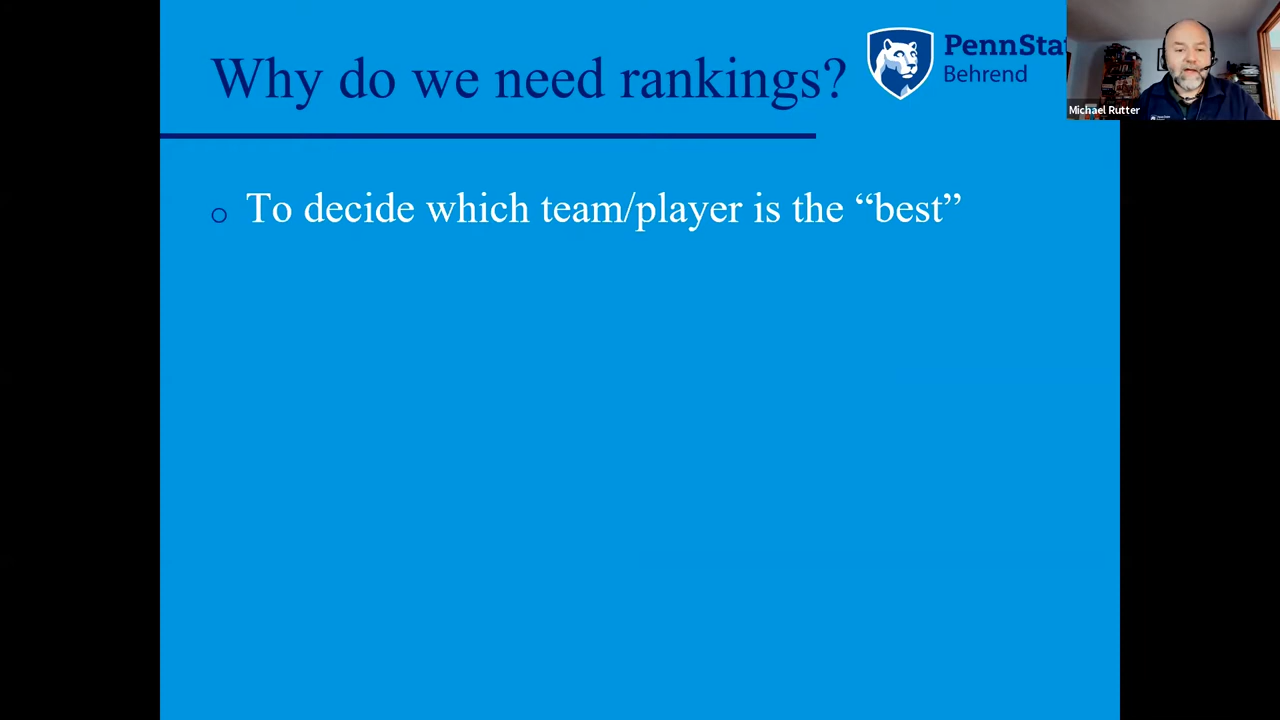 Why do we need rankings?
PennSta
Behrend
Michael Rutter
To decide which team/player is the “best”